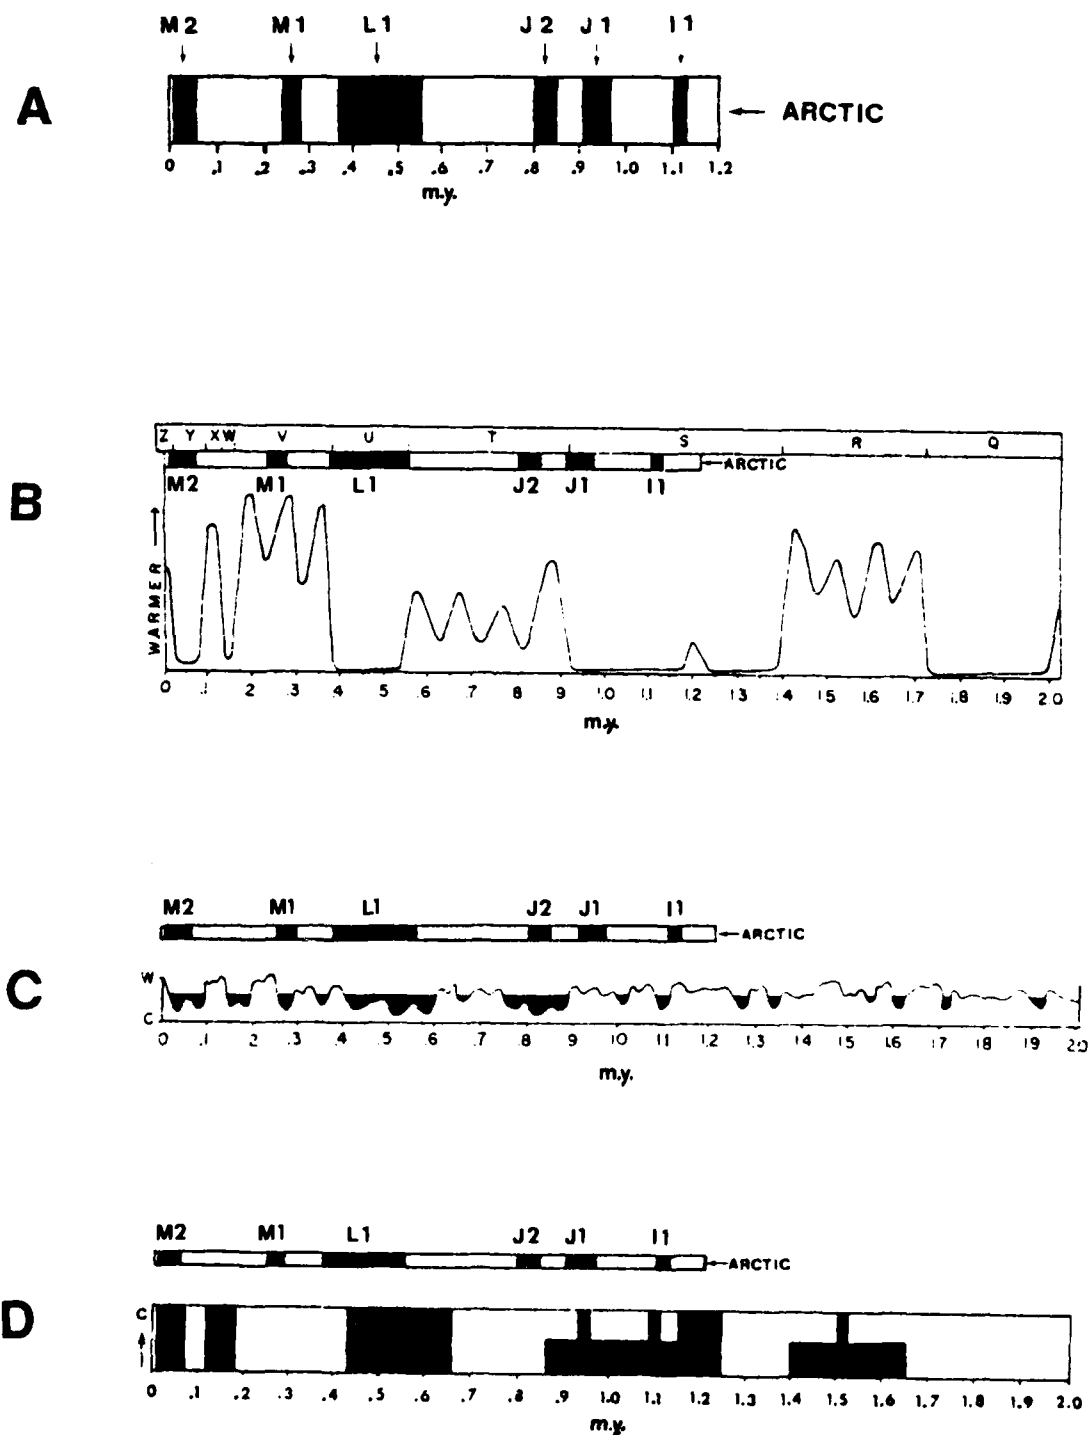 M2 M1 L1 J2 J1 I1
A
ARCTIC
0 .1 .2 .3 .4 .5 .6 .7 .8 .9 1.0 1.1 1.2
m.y.
Z Y X W V U T S R Q
ARCTIC
M2 M1 L1 J2 J1 I1
B
WARMER
0 .1 .2 .3 .4 .5 .6 .7 .8 .9 1.0 1.1 1.2 1.3 1.4 1.5 1.6 1.7 1.8 1.9 2.0
m.y.
M2 M1 L1 J2 J1 I1
ARCTIC
C
W
C
0 .1 .2 .3 .4 .5 .6 .7 .8 .9 1.0 1.1 1.2 1.3 1.4 1.5 1.6 1.7 1.8 1.9 2.0
m.y.
M2 M1 L1 J2 J1 I1
ARCTIC
D
C
0 .1 .2 .3 .4 .5 .6 .7 .8 .9 1.0 1.1 1.2 1.3 1.4 1.5 1.6 1.7 1.8 1.9 2.0
m.y.